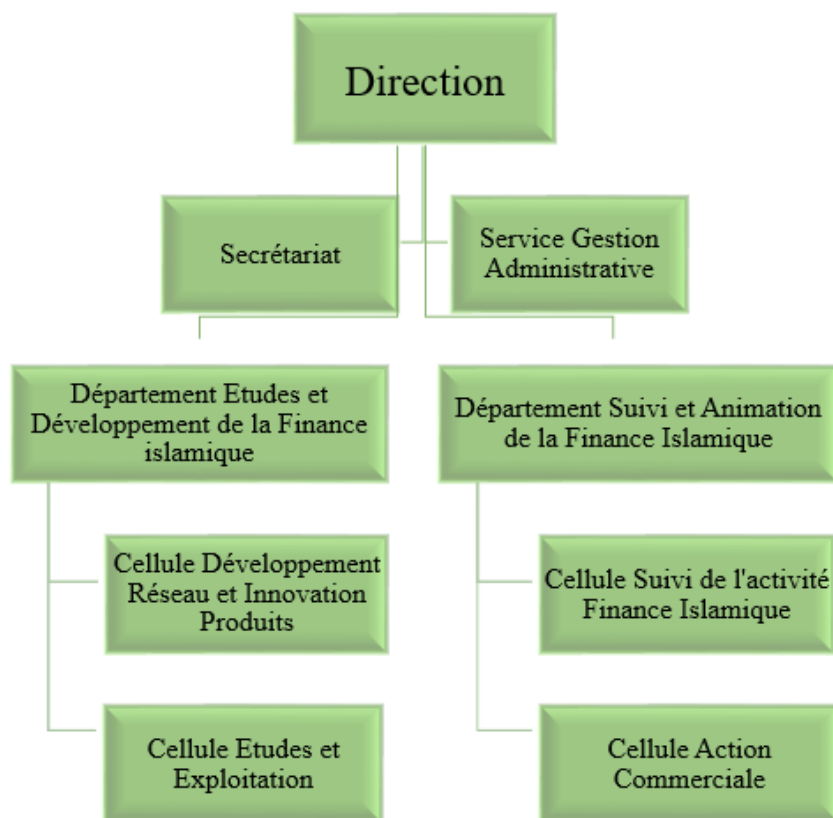 Direction
Secrétariat
Service Gestion
Administrative
Département Etudes et
Développement de la Finance
islamique
Département Suivi et Animation
de la Finance Islamique
Cellule Développement
Réseau et Innovation
Produits
Cellule Suivi de l'activité
Finance Islamique
Cellule Etudes et
Exploitation
Cellule Action
Commerciale